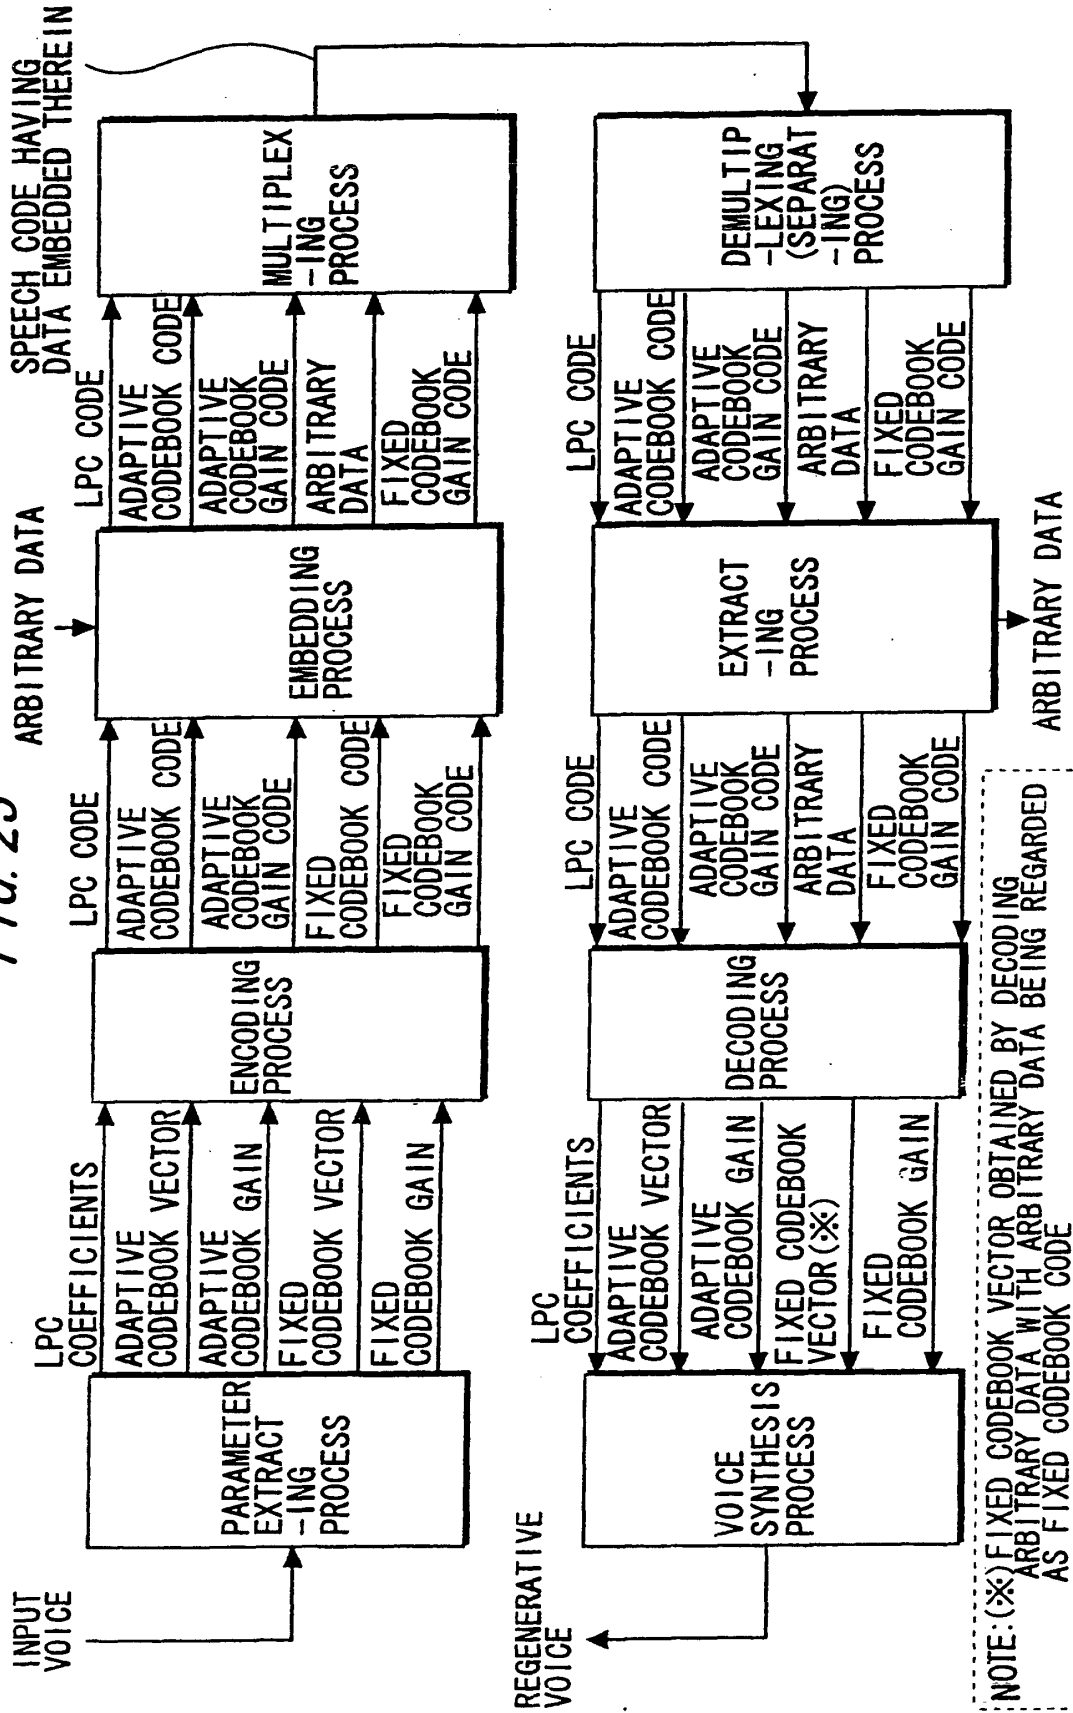 FIG. 25
INPUT
VOICE
PARAMETER
EXTRACT
-ING
PROCESS
LPC
COEFFICIENTS
ADAPTIVE
CODEBOOK VECTOR
ADAPTIVE
CODEBOOK GAIN
FIXED
CODEBOOK VECTOR
FIXED
CODEBOOK GAIN
ENCODING
PROCESS
LPC CODE
ADAPTIVE
CODEBOOK CODE
ADAPTIVE
CODEBOOK
GAIN CODE
FIXED
CODEBOOK CODE
FIXED
CODEBOOK
GAIN CODE
ARBITRARY DATA
EMBEDDING
PROCESS
LPC CODE
ADAPTIVE
CODEBOOK CODE
ADAPTIVE
CODEBOOK
GAIN CODE
ARBITRARY
DATA
FIXED
CODEBOOK
GAIN CODE
MULTIPLEX
-ING
PROCESS
SPEECH CODE HAVING
DATA EMBEDDED THEREIN
DEMULTIP
-LEXING
(SEPARAT
-ING)
PROCESS
LPC CODE
ADAPTIVE
CODEBOOK CODE
ADAPTIVE
CODEBOOK
GAIN CODE
ARBITRARY
DATA
FIXED
CODEBOOK
GAIN CODE
EXTRACT
-ING
PROCESS
ARBITRARY DATA
LPC CODE
ADAPTIVE
CODEBOOK CODE
ADAPTIVE
CODEBOOK
GAIN CODE
ARBITRARY
DATA
FIXED
CODEBOOK
GAIN CODE
DECODING
PROCESS
LPC
COEFFICIENTS
ADAPTIVE
CODEBOOK VECTOR
ADAPTIVE
CODEBOOK GAIN
FIXED CODEBOOK
VECTOR(※)
FIXED
CODEBOOK GAIN
VOICE
SYNTHESIS
PROCESS
REGENERATIVE
VOICE
NOTE:(※)FIXED CODEBOOK VECTOR OBTAINED BY DECODING
ARBITRARY DATA WITH ARBITRARY DATA BEING REGARDED
AS FIXED CODEBOOK CODE